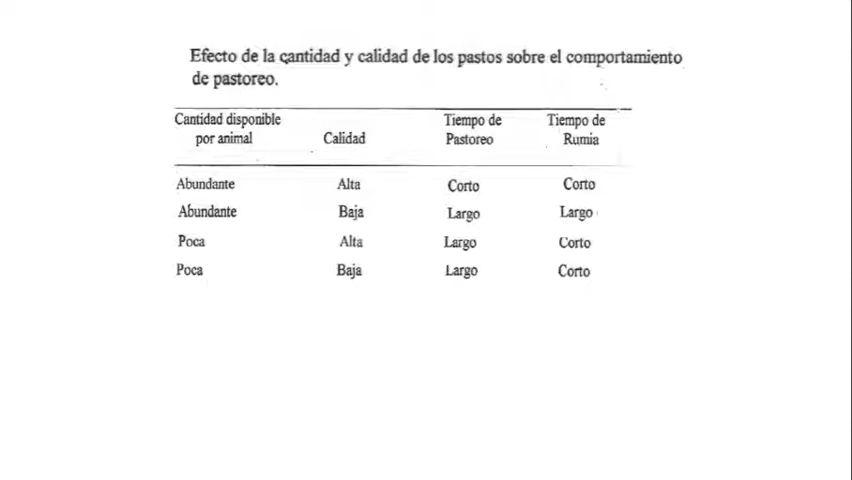 Efecto de la cantidad y calidad de los pastos sobre el comportamiento
de pastoreo.
Cantidad disponible Tiempo de Tiempo de
por animal Calidad Pastoreo Rumia
Abundante Alta Corto Corto
Abundante Baja Largo Largo
Poca Alta Largo Corto
Poca Baja Largo Corto